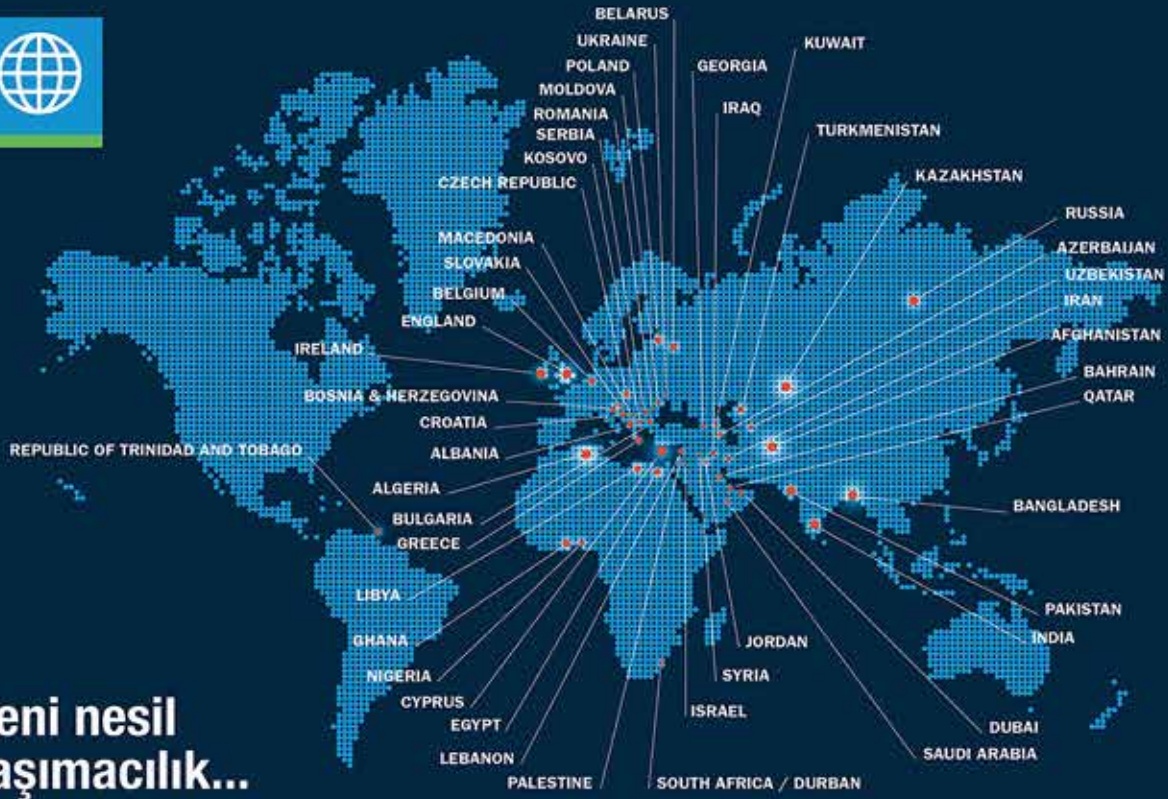 BELARUS
UKRAINE
KUWAIT
POLAND
GEORGIA
MOLDOVA
IRAQ
ROMANIA
SERBIA
TURKMENISTAN
KOSOVO
KAZAKHSTAN
CZECH REPUBLIC
RUSSIA
MACEDONIA
AZERBAIJAN
SLOVAKIA
UZBEKISTAN
BELGIUM
IRAN
ENGLAND
AFGHANISTAN
IRELAND
BAHRAIN
BOSNIA & HERZEGOVINA
QATAR
CROATIA
REPUBLIC OF TRINIDAD AND TOBAGO
ALBANIA
ALGERIA
BANGLADESH
BULGARIA
GREECE
LIBYA
PAKISTAN
GHANA
JORDAN
INDIA
NIGERIA
SYRIA
CYPRUS
ISRAEL
EGYPT
DUBAI
LEBANON
SAUDI ARABIA
PALESTINE
SOUTH AFRICA / DURBAN
eni nesil
aşımacılık...